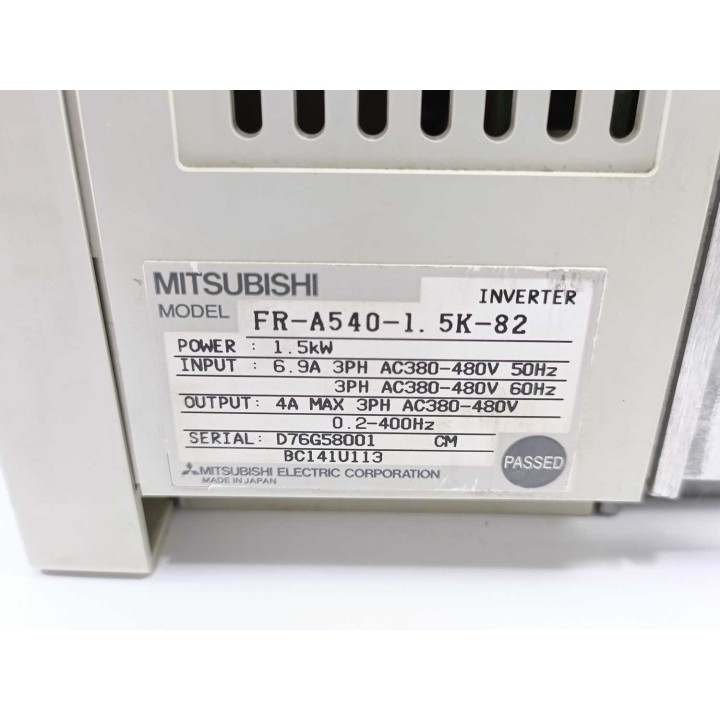 MITSUBISHI
INVERTER
MODEL FR-A540-1.5K-82
POWER : 1.5kW
INPUT : 6.9A 3PH AC380-480V 50Hz
3PH AC380-480V 60Hz
OUTPUT: 4A MAX 3PH AC380-480V
0.2-400Hz
SERIAL: D76G58001 CM
BC141U113
PASSED
MITSUBISHI ELECTRIC CORPORATION
MADE IN JAPAN